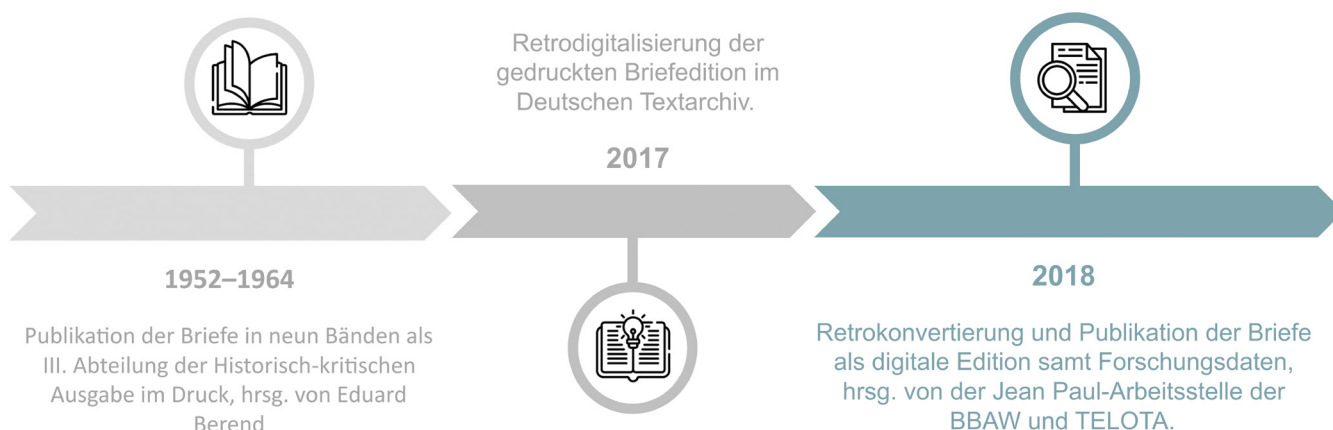 1952–1964
Publikation der Briefe in neun Bänden als
III. Abteilung der Historisch-kritischen
Ausgabe im Druck, hrsg. von Eduard
Berend
Retrodigitalisierung der
gedruckten Briefedition im
Deutschen Textarchiv.
2017
2018
Retrokonvertierung und Publikation der Briefe
als digitale Edition samt Forschungsdaten,
hrsg. von der Jean Paul-Arbeitsstelle der
BBAW und TELOTA.